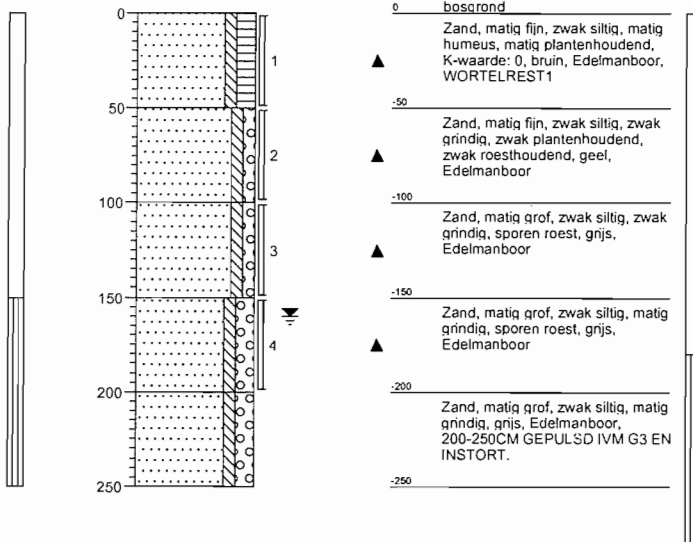 0
50
100
150
200
250
1
2
3
4
0 bosgrond
Zand, matig fijn, zwak siltig, matig
humeus, matig plantenhoudend,
K-waarde: 0, bruin, Edelmanboor,
WORTELREST1
-50
Zand, matig fijn, zwak siltig, zwak
grindig, zwak plantenhoudend,
zwak roesthoudend, geel,
Edelmanboor
-100
Zand, matig grof, zwak siltig, zwak
grindig, sporen roest, grijs,
Edelmanboor
-150
Zand, matig grof, zwak siltig, matig
grindig, sporen roest, grijs,
Edelmanboor
-200
Zand, matig grof, zwak siltig, matig
grindig, grijs, Edelmanboor,
200-250CM GEPULSD IVM G3 EN
INSTORT.
-250